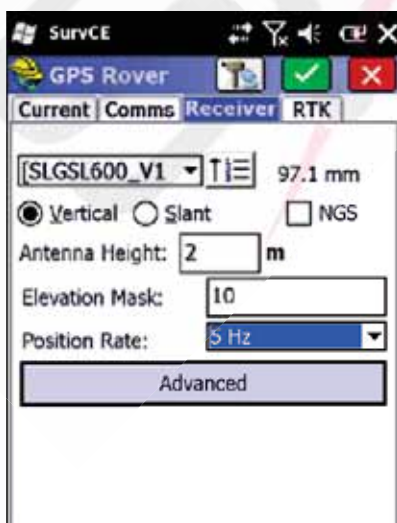 SurvCE
GPS Rover
Current Comms Receiver RTK
[SLGSL600_V1 97.1 mm
Vertical Slant NGS
Antenna Height: 2 m
Elevation Mask: 10
Position Rate: 5 Hz
Advanced